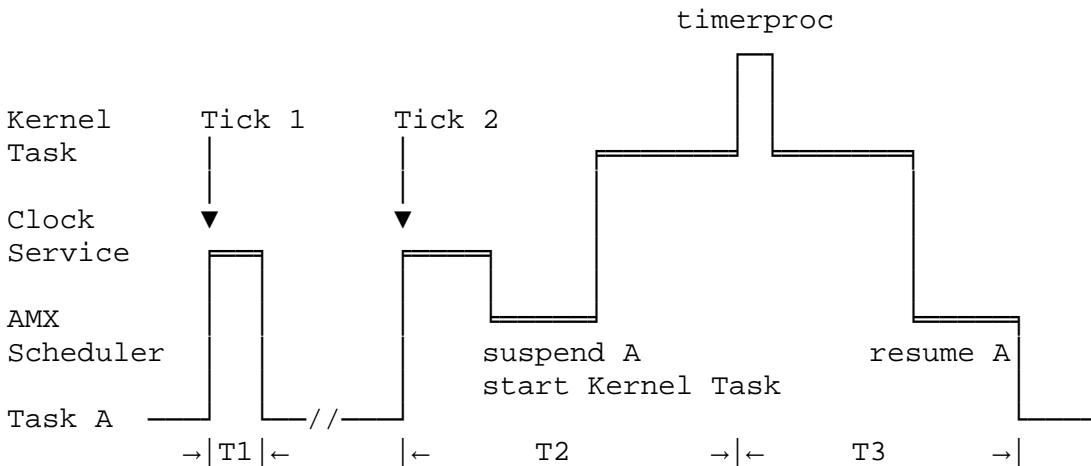 timerproc
Kernel Tick 1 Tick 2
Task
Clock
Service
AMX
Scheduler suspend A resume A
start Kernel Task
Task A //
T1 T2 T3